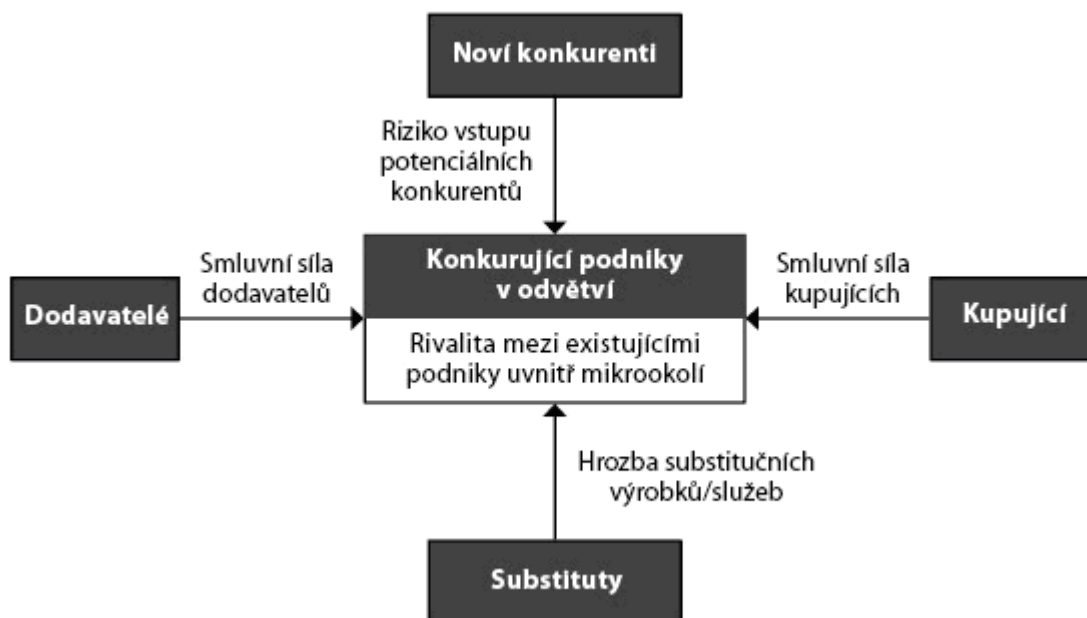 Noví konkurenti
Riziko vstupu
potenciálních
konkurentů
Konkurující podniky
v odvětví
Smluvní síla
dodavatelů
Smluvní síla
kupujících
Dodavatelé
Kupující
Rivalita mezi existujícími
podniky uvnitř mikrookolí
Hrozba substitučních
výrobků/služeb
Substituty